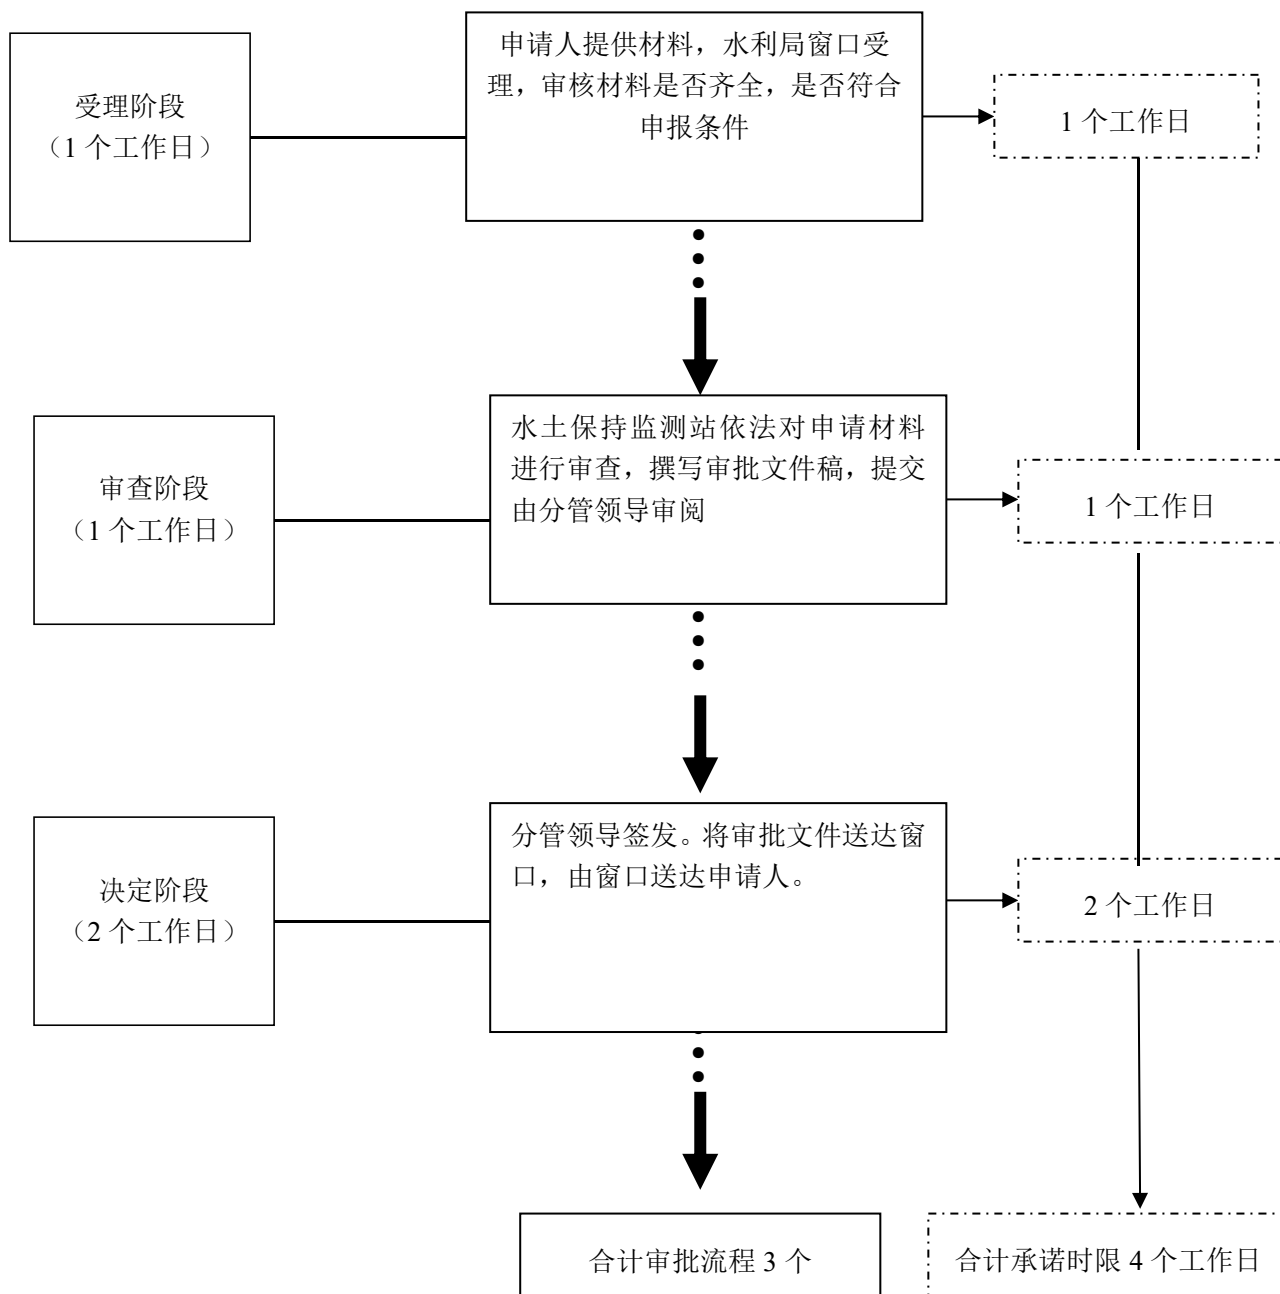 受理阶段
（1 个工作日）
申请人提供材料，水利局窗口受
理，审核材料是否齐全，是否符合
申报条件
1 个工作日
审查阶段
（1 个工作日）
水土保持监测站依法对申请材料
进行审查，撰写审批文件稿，提交
由分管领导审阅
1 个工作日
决定阶段
（2 个工作日）
分管领导签发。将审批文件送达窗
口，由窗口送达申请人。
2 个工作日
合计审批流程 3 个
合计承诺时限 4 个工作日